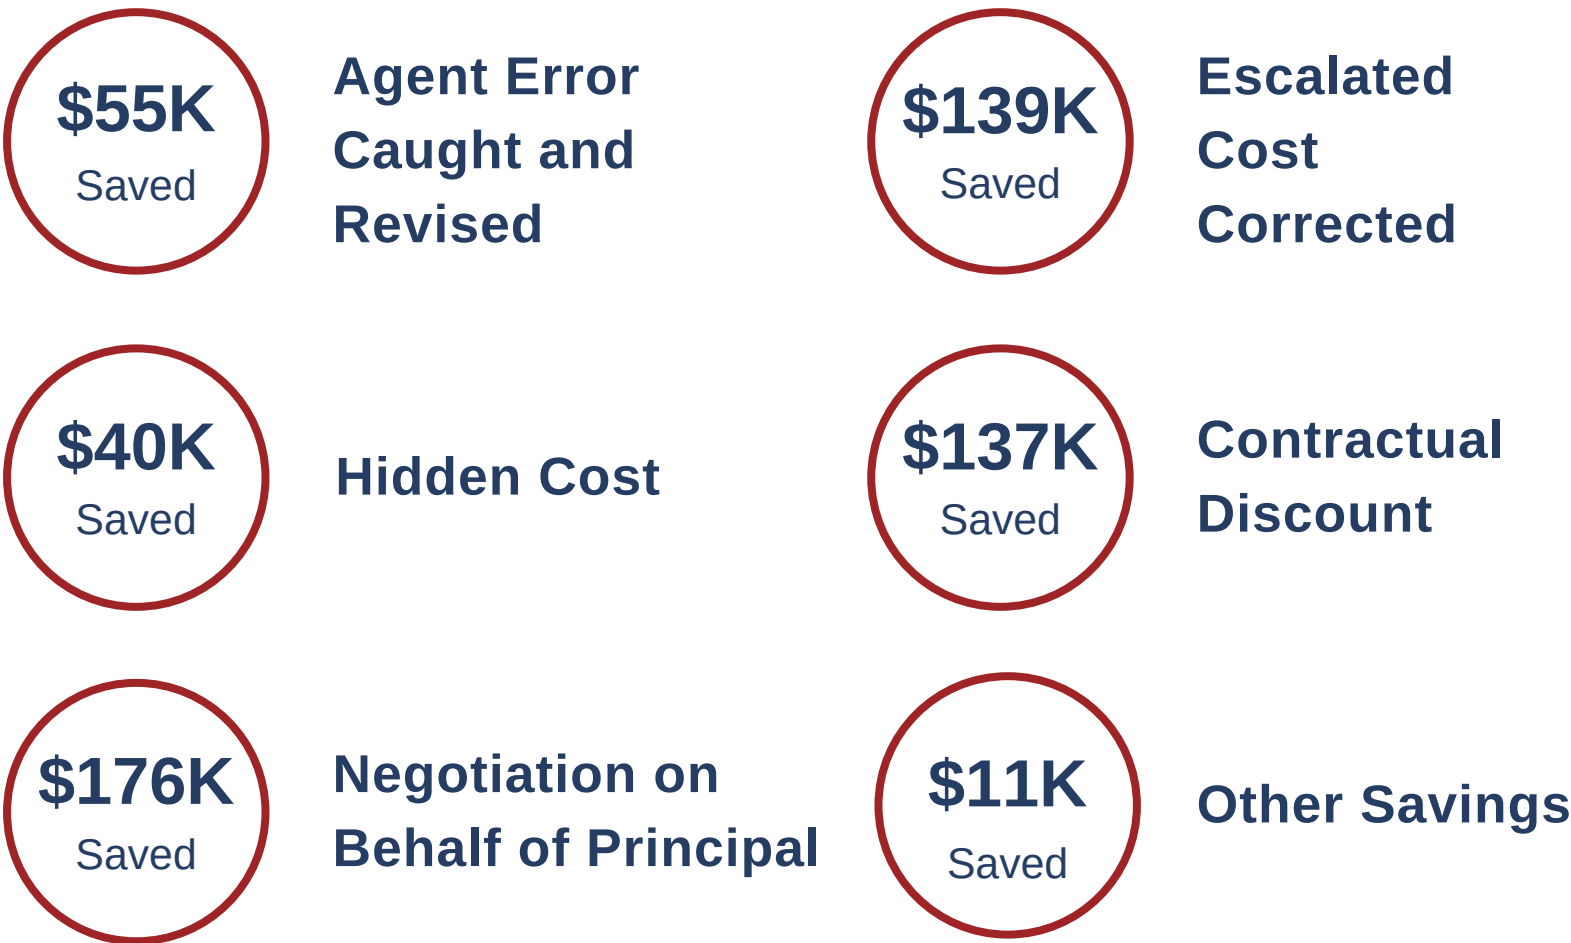 $55K
Saved
Agent Error
Caught and
Revised
$139K
Saved
Escalated
Cost
Corrected
$40K
Saved
Hidden Cost
$137K
Saved
Contractual
Discount
$176K
Saved
Negotiation on
Behalf of Principal
$11K
Saved
Other Savings